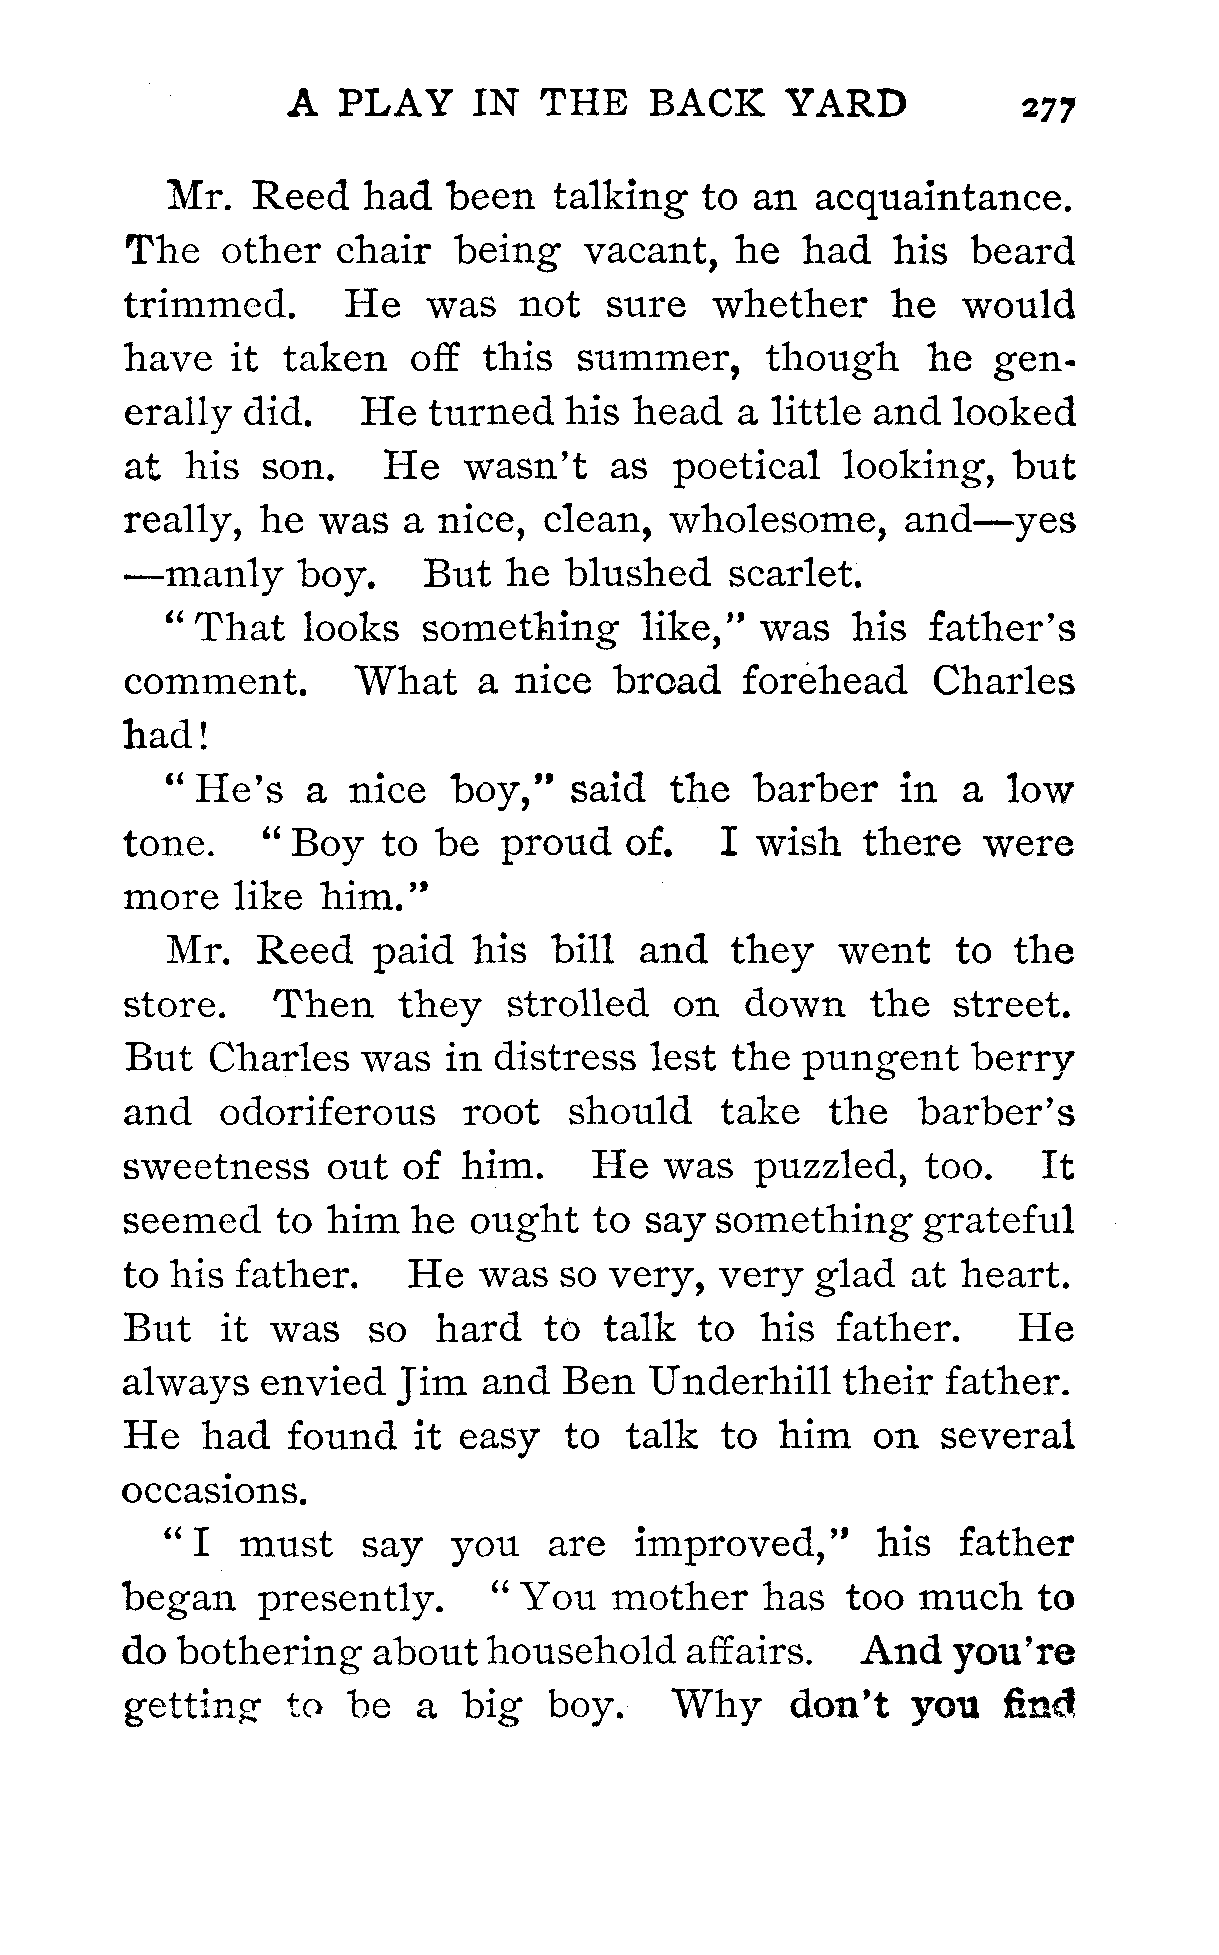 A PLAY IN THE BACK YARD 277
Mr. Reed had been talking to an acquaintance.
The other chair being vacant, he had his beard
trimmed. He was not sure whether he would
have it taken off this summer, though he gen-
erally did. He turned his head a little and looked
at his son. He wasn't as poetical looking, but
really, he was a nice, clean, wholesome, and—yes
—manly boy. But he blushed scarlet.
"That looks something like," was his father's
comment. What a nice broad forehead Charles
had!
"He's a nice boy," said the barber in a low
tone. "Boy to be proud of. I wish there were
more like him."
Mr. Reed paid his bill and they went to the
store. Then they strolled on down the street.
But Charles was in distress lest the pungent berry
and odoriferous root should take the barber's
sweetness out of him. He was puzzled, too. It
seemed to him he ought to say something grateful
to his father. He was so very, very glad at heart.
But it was so hard to talk to his father. He
always envied Jim and Ben Underhill their father.
He had found it easy to talk to him on several
occasions.
"I must say you are improved," his father
began presently. "You mother has too much to
do bothering about household affairs. And you're
getting to be a big boy. Why don't you find